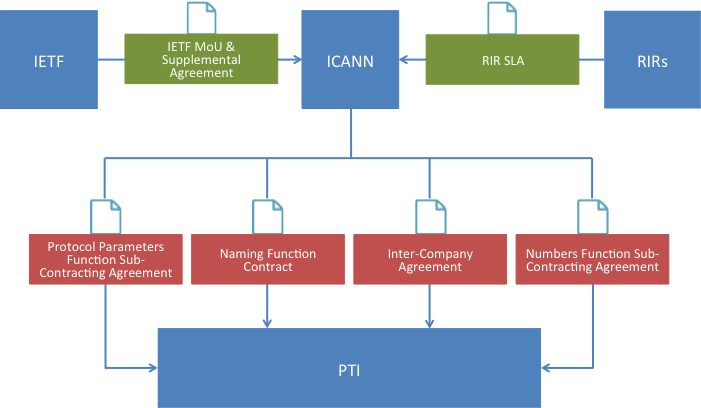 IETF
IETF MoU &
Supplemental
Agreement
ICANN
RIR SLA
RIRs
Protocol Parameters
Function Sub-
Contracting Agreement
Naming Function
Contract
Inter-Company
Agreement
Numbers Function Sub-
Contracting Agreement
PTI